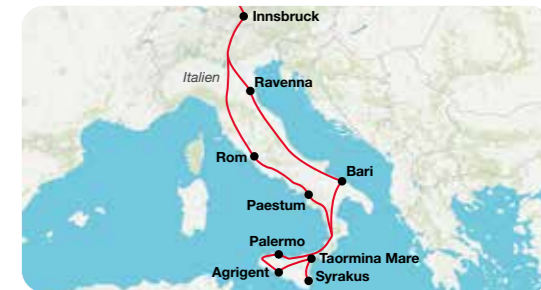 Innsbruck
Italien
Ravenna
Rom
Bari
Paestum
Palermo
Taormina Mare
Agrigent
Syrakus